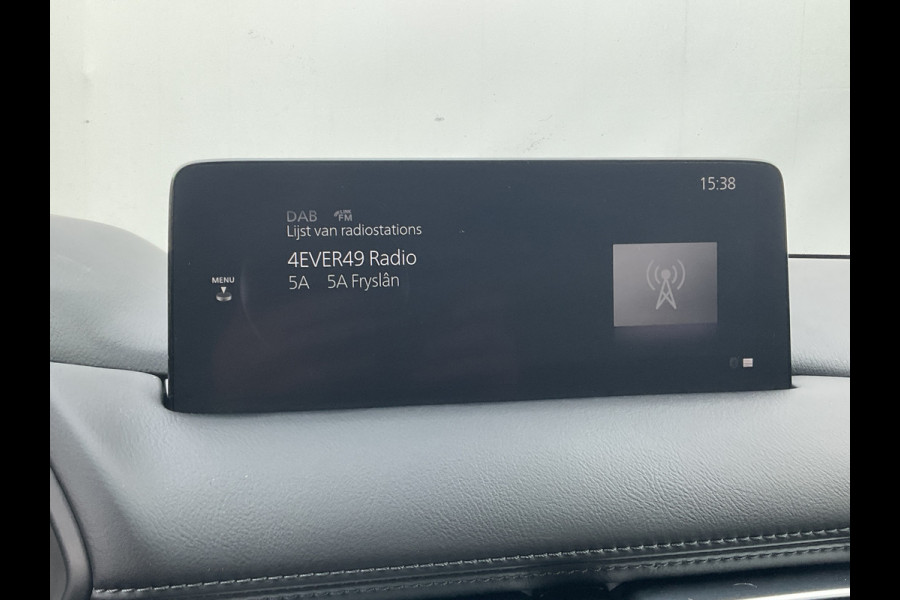 15:38
DAB FM
Lijst van radiostations
4EVER49 Radio
MENU
5A 5A Fryslân